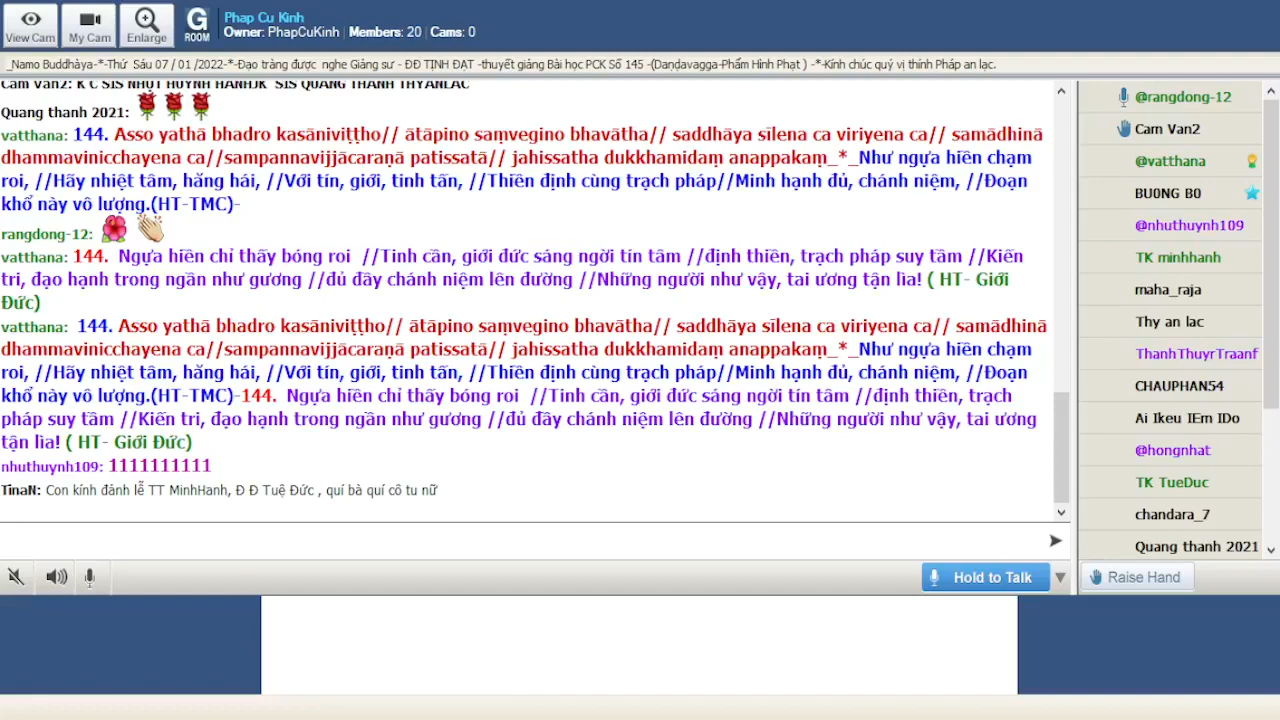 View Cam
My Cam
Enlarge
G
ROOM
Phap Cu Kinh
Owner: PhapCuKinh | Members: 20 | Cams: 0
_Namo Buddhàya-*-Thứ Sáu 07 / 01 /2022-*-Đạo tràng được nghe Giảng sư - ĐĐ TỊNH ĐẠT -thuyết giảng Bài học PCK Số 145 -(Daṇḍavagga-Phẩm Hình Phạt ) -*-Kính chúc quý vị thính Pháp an lạc.
Cam Van2: K C SIS NHỰT HUỲNH HẠNHJK SIS QUANG THANH THYANLAC
Quang thanh 2021:
vatthana: 144. Asso yathā bhadro kasāniviṭṭho// ātāpino saṃvegino bhavātha// saddhāya sīlena ca viriyena ca// samādhinā
dhammavinicchayena ca//sampannavijjācaraṇā patissatā// jahissatha dukkhamidaṃ anappakaṃ_*_Như ngựa hiền chạm
roi, //Hãy nhiệt tâm, hăng hái, //Với tín, giới, tinh tấn, //Thiền định cùng trạch pháp//Minh hạnh đủ, chánh niệm, //Đoạn
khổ này vô lượng.(HT-TMC)-
rangdong-12:
vatthana: 144. Ngựa hiền chỉ thấy bóng roi //Tinh cần, giới đức sáng ngời tín tâm //định thiền, trạch pháp suy tầm //Kiến
tri, đạo hạnh trong ngần như gương //đủ đầy chánh niệm lên đường //Những người như vậy, tai ương tận lìa! ( HT- Giới
Đức)
vatthana: 144. Asso yathā bhadro kasāniviṭṭho// ātāpino saṃvegino bhavātha// saddhāya sīlena ca viriyena ca// samādhinā
dhammavinicchayena ca//sampannavijjācaraṇā patissatā// jahissatha dukkhamidaṃ anappakaṃ_*_Như ngựa hiền chạm
roi, //Hãy nhiệt tâm, hăng hái, //Với tín, giới, tinh tấn, //Thiền định cùng trạch pháp//Minh hạnh đủ, chánh niệm, //Đoạn
khổ này vô lượng.(HT-TMC)-144. Ngựa hiền chỉ thấy bóng roi //Tinh cần, giới đức sáng ngời tín tâm //định thiền, trạch
pháp suy tầm //Kiến tri, đạo hạnh trong ngần như gương //đủ đầy chánh niệm lên đường //Những người như vậy, tai ương
tận lìa! ( HT- Giới Đức)
nhuthuynh109: 1111111111
TinaN: Con kính đảnh lễ TT MinhHanh, Đ Đ Tuệ Đức , quí bà quí cô tu nữ
Hold to Talk
@rangdong-12
Cam Van2
@vatthana
BUONG BO
@nhuthuynh109
TK minhhanh
maha_raja
Thy an lac
ThanhThuyrTraanf
CHAUPHAN54
Ai Ikeu IEm IDo
@hongnhat
TK TueDuc
chandara_7
Quang thanh 2021
Raise Hand